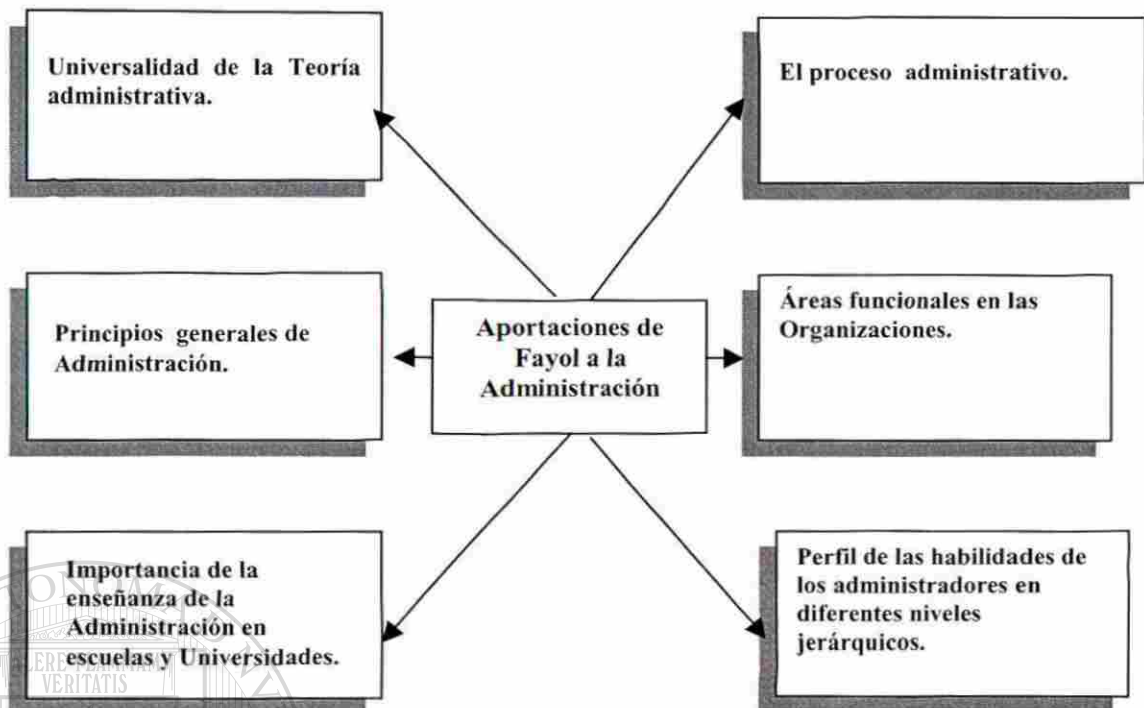 Universalidad de la Teoría
administrativa.
El proceso administrativo.
Principios generales de
Administración.
Aportaciones de
Fayol a la
Administración
Áreas funcionales en las
Organizaciones.
Importancia de la
enseñanza de la
Administración en
escuelas y Universidades.
Perfil de las habilidades de
los administradores en
diferentes niveles
jerárquicos.
VERITATIS